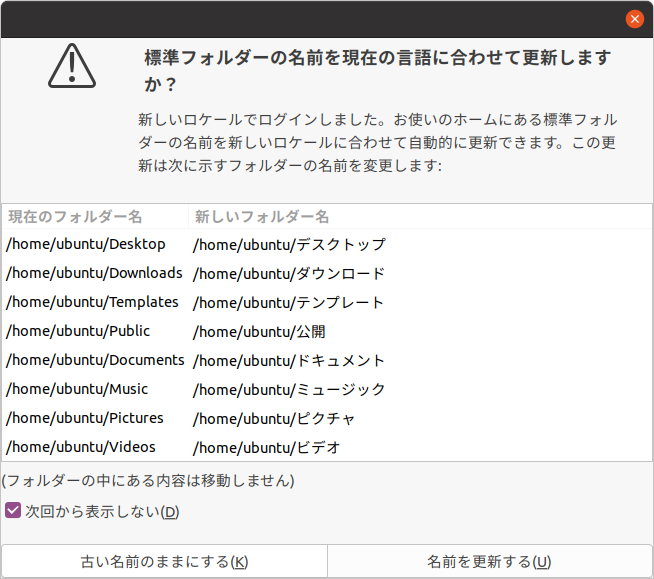 標準フォルダーの名前を現在の言語に合わせて更新します
か？
新しいロケールでログインしました。お使いのホームにある標準フォル
ダーの名前を新しいロケールに合わせて自動的に更新できます。この更
新は次に示すフォルダーの名前を変更します:
現在のフォルダー名 新しいフォルダー名
/home/ubuntu/Desktop /home/ubuntu/デスクトップ
/home/ubuntu/Downloads /home/ubuntu/ダウンロード
/home/ubuntu/Templates /home/ubuntu/テンプレート
/home/ubuntu/Public /home/ubuntu/公開
/home/ubuntu/Documents /home/ubuntu/ドキュメント
/home/ubuntu/Music /home/ubuntu/ミュージック
/home/ubuntu/Pictures /home/ubuntu/ピクチャ
/home/ubuntu/Videos /home/ubuntu/ビデオ
(フォルダーの中にある内容は移動しません)
次回から表示しない(D)
古い名前のままにする(K) 名前を更新する(U)